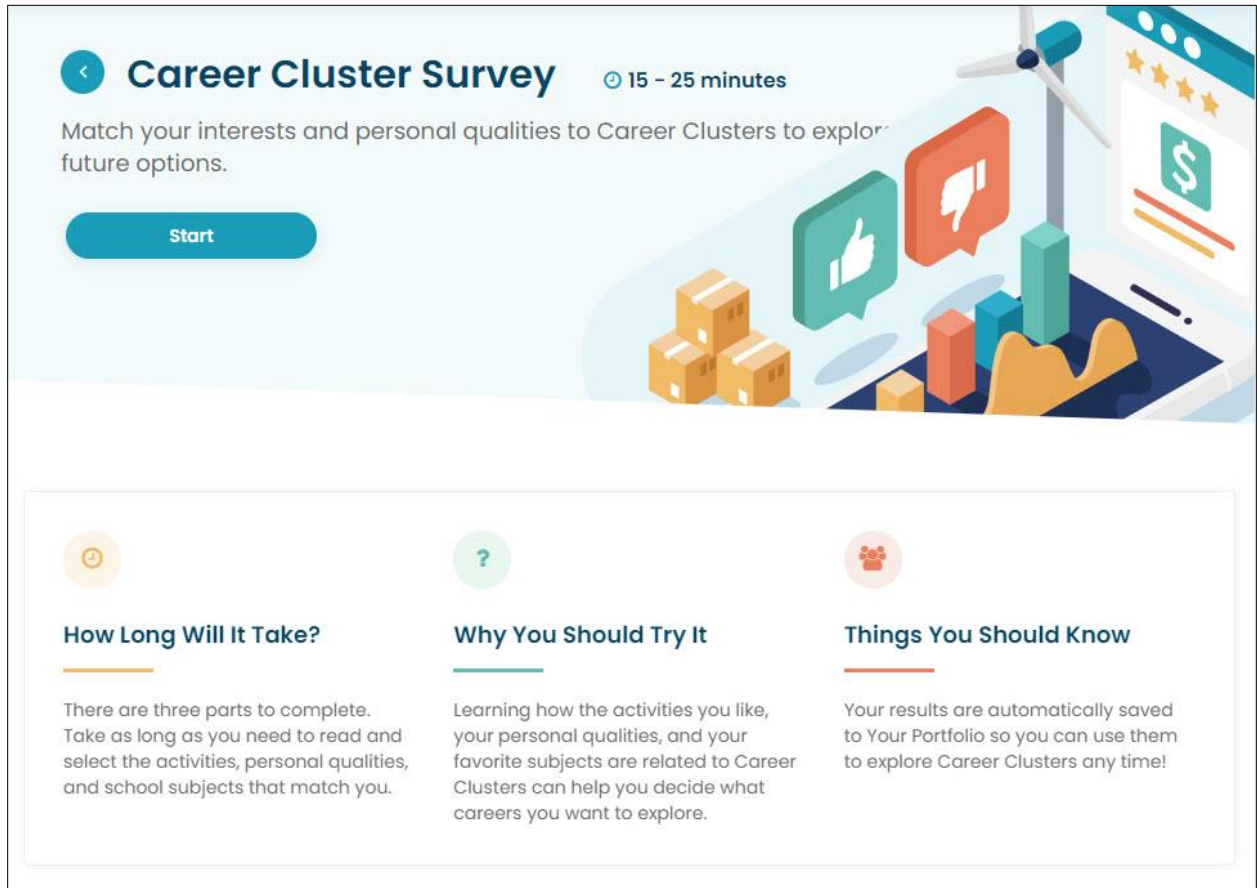 Career Cluster Survey 15 - 25 minutes
Match your interests and personal qualities to Career Clusters to
future options.
Start
$
How Long Will It Take?
There are three parts to complete.
Take as long as you need to read and
select the activities, personal qualities,
and school subjects that match you.
?
Why You Should Try It
Learning how the activities you like,
your personal qualities, and your
favorite subjects are related to Career
Clusters can help you decide what
careers you want to explore.
Things You Should Know
Your results are automatically saved
to Your Portfolio so you can use them
to explore Career Clusters any time!